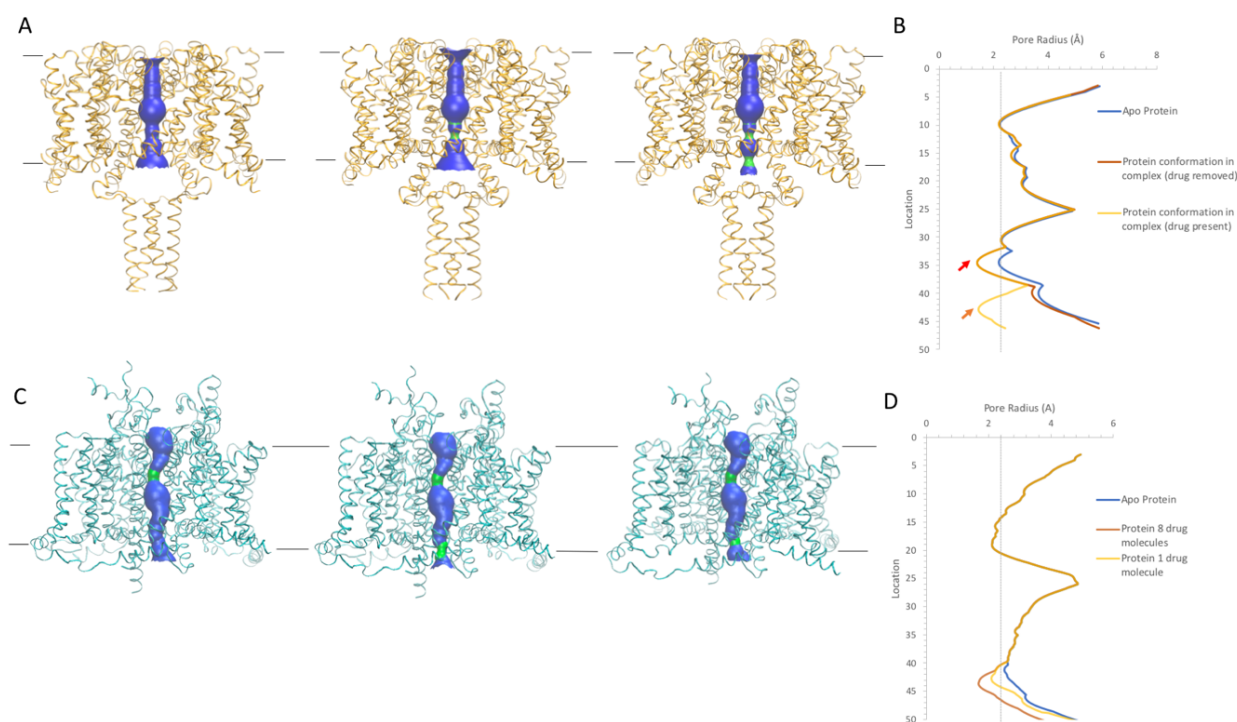 A
B
Pore Radius (Å)
0 2 4 6 8
0
5
10
15
20
25
30
35
40
45
50
Location
Apo Protein
Protein conformation in
complex (drug removed)
Protein conformation in
complex (drug present)
C
D
Pore Radius (A)
0 2 4 6
0
5
10
15
20
25
30
35
40
45
50
Location
Apo Protein
Protein 8 drug
molecules
Protein 1 drug
molecule